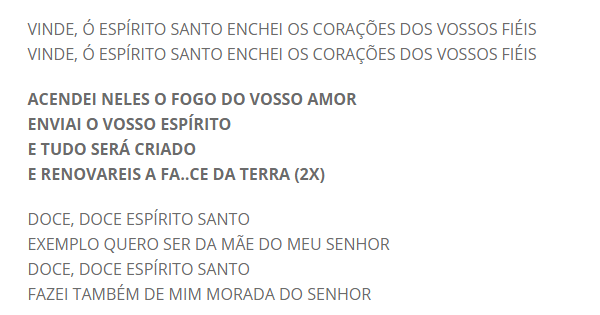 VINDE, Ó ESPÍRITO SANTO ENCHEI OS CORAÇÕES DOS VOSSOS FIÉIS
VINDE, Ó ESPÍRITO SANTO ENCHEI OS CORAÇÕES DOS VOSSOS FIÉIS
ACENDEI NELES O FOGO DO VOSSO AMOR
ENVIAI O VOSSO ESPÍRITO
E TUDO SERÁ CRIADO
E RENOVAREIS A FA..CE DA TERRA (2X)
DOCE, DOCE ESPÍRITO SANTO
EXEMPLO QUERO SER DA MÃE DO MEU SENHOR
DOCE, DOCE ESPÍRITO SANTO
FAZEI TAMBÉM DE MIM MORADA DO SENHOR